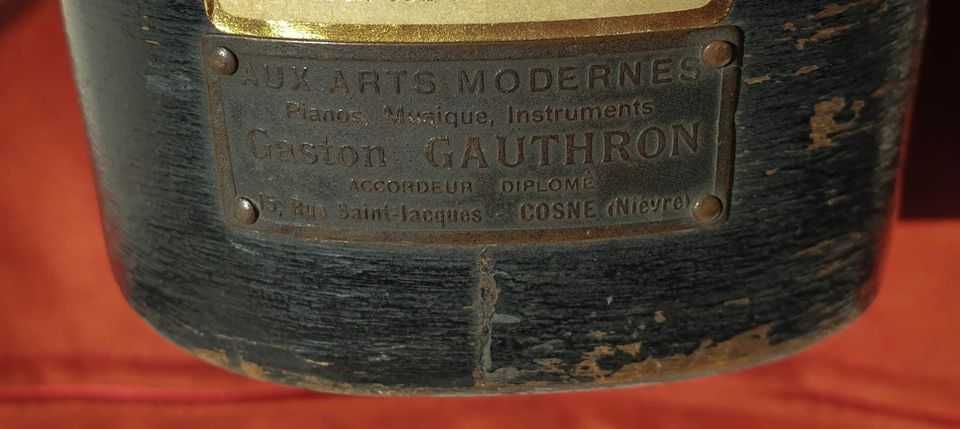 AUX ARTS MODERNES
Pianos, Musique, Instruments
Gaston GAUTHRON
ACCORDEUR DIPLOMÉ
15, Rue Saint-Jacques COSNE (Nièvre)